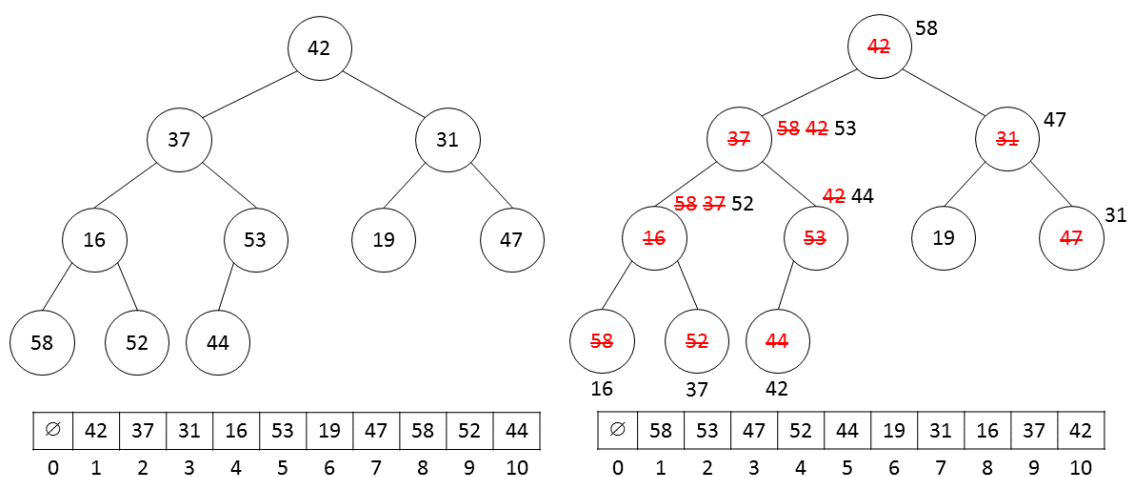 42
37 31
16 53 19 47
58 52 44
∅ 42 37 31 16 53 19 47 58 52 44
0 1 2 3 4 5 6 7 8 9 10
42 58
37 58 42 53 31 47
16 58 37 52 53 42 44 19 47 31
58 52 44
16 37 42
∅ 58 53 47 52 44 19 31 16 37 42
0 1 2 3 4 5 6 7 8 9 10